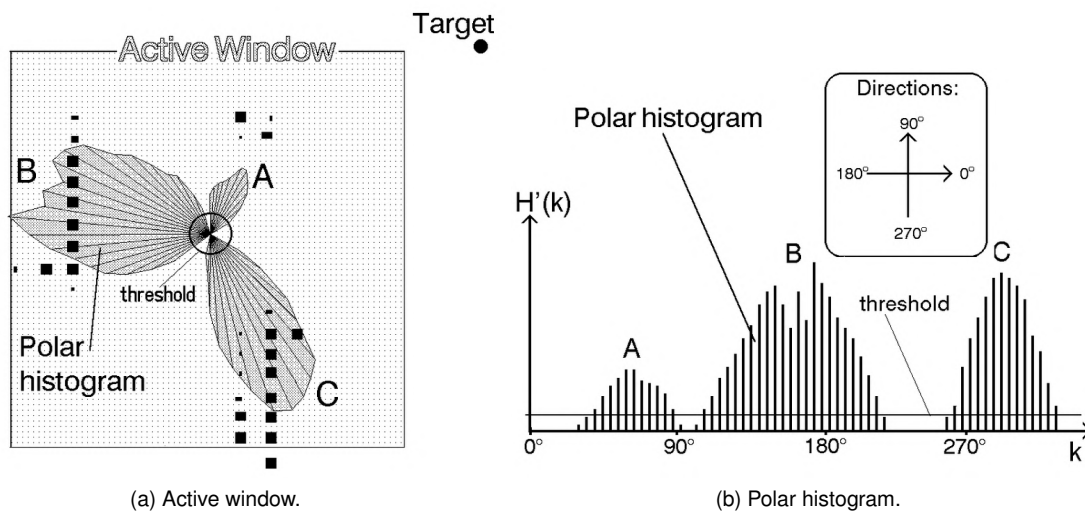 Target
Active Window
B
A
threshold
Polar
histogram
C
(a) Active window.
Directions:
90°
180°
0°
270°
Polar histogram
H'(k)
B
C
threshold
A
0°
90°
180°
270°
k
(b) Polar histogram.